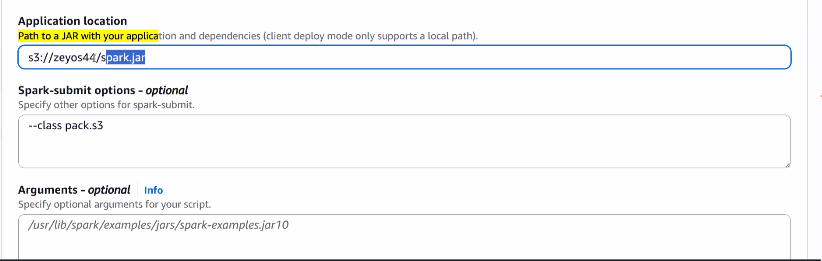 Application location
Path to a JAR with your application and dependencies (client deploy mode only supports a local path).
s3://zeyos44/spark.jar
Spark-submit options - optional
Specify other options for spark-submit.
--class pack.s3
Arguments - optional Info
Specify optional arguments for your script.
/usr/lib/spark/examples/jars/spark-examples.jar10